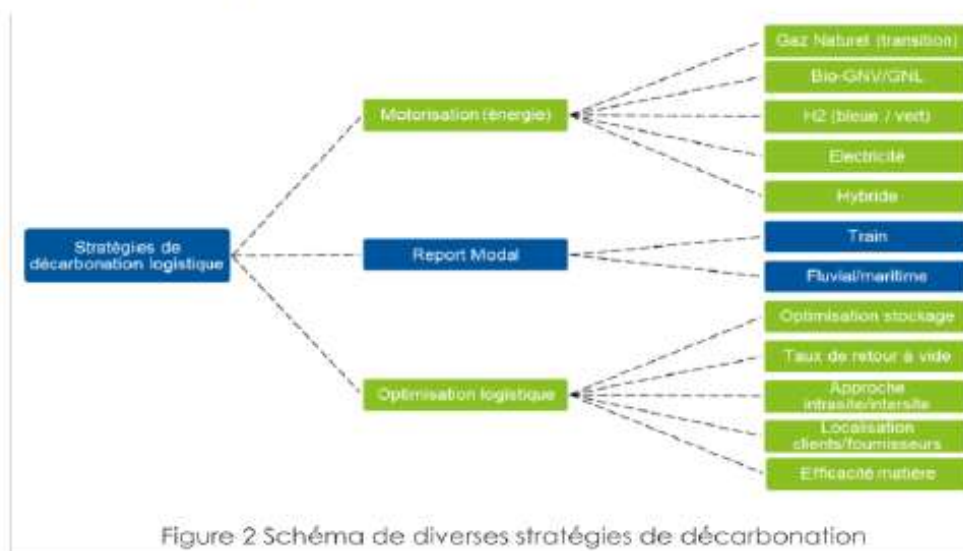 Stratégies de
décarbonation logistique
Motorisation (énergie)
Gaz Naturel (transition)
Bio-GNV/GNL
H2 (bleue / vert)
Electricité
Hybride
Report Modal
Train
Fluvial/maritime
Optimisation logistique
Optimisation stockage
Taux de retour à vide
Approche
intrasite/intersite
Localisation
clients/fournisseurs
Efficacité matière
Figure 2 Schéma de diverses stratégies de décarbonation